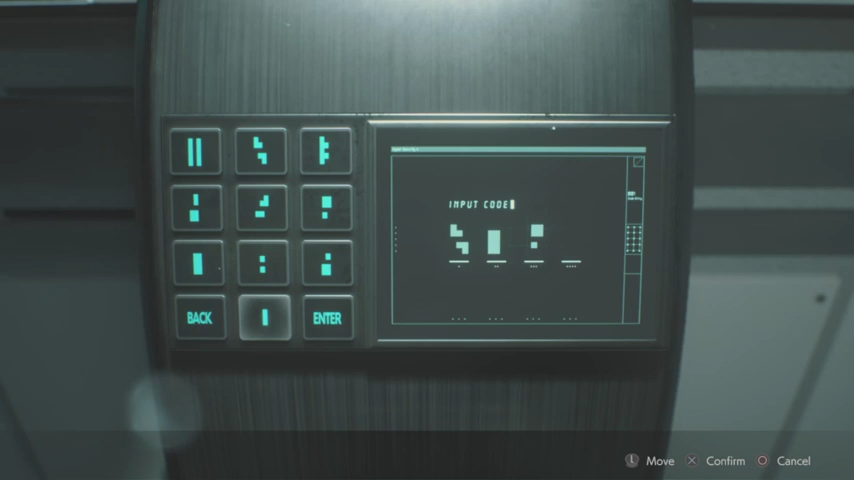 INPUT CODE
BACK
ENTER
Move
Confirm
Cancel